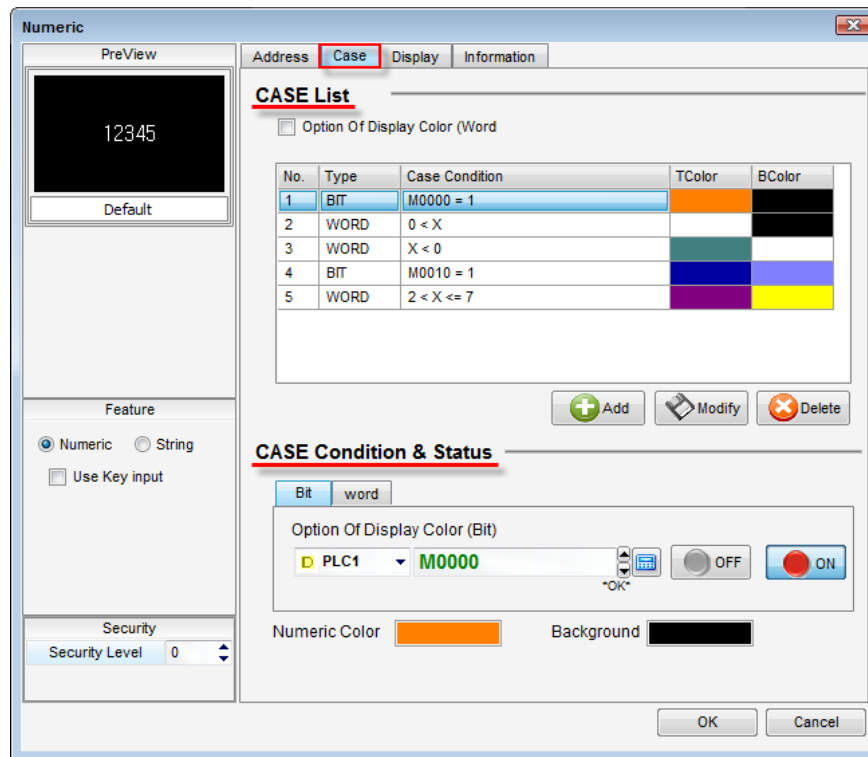 Numeric
PreView
12345
Default
Feature
Numeric String
Use Key input
Security
Security Level 0
Address Case Display Information
CASE List
Option Of Display Color (Word
No. Type Case Condition TColor BColor
1 BIT M0000 = 1
2 WORD 0 < X
3 WORD X < 0
4 BIT M0010 = 1
5 WORD 2 < X <= 7
Add Modify Delete
CASE Condition & Status
Bit word
Option Of Display Color (Bit)
D PLC1 M0000 OFF ON
*OK*
Numeric Color Background
OK Cancel